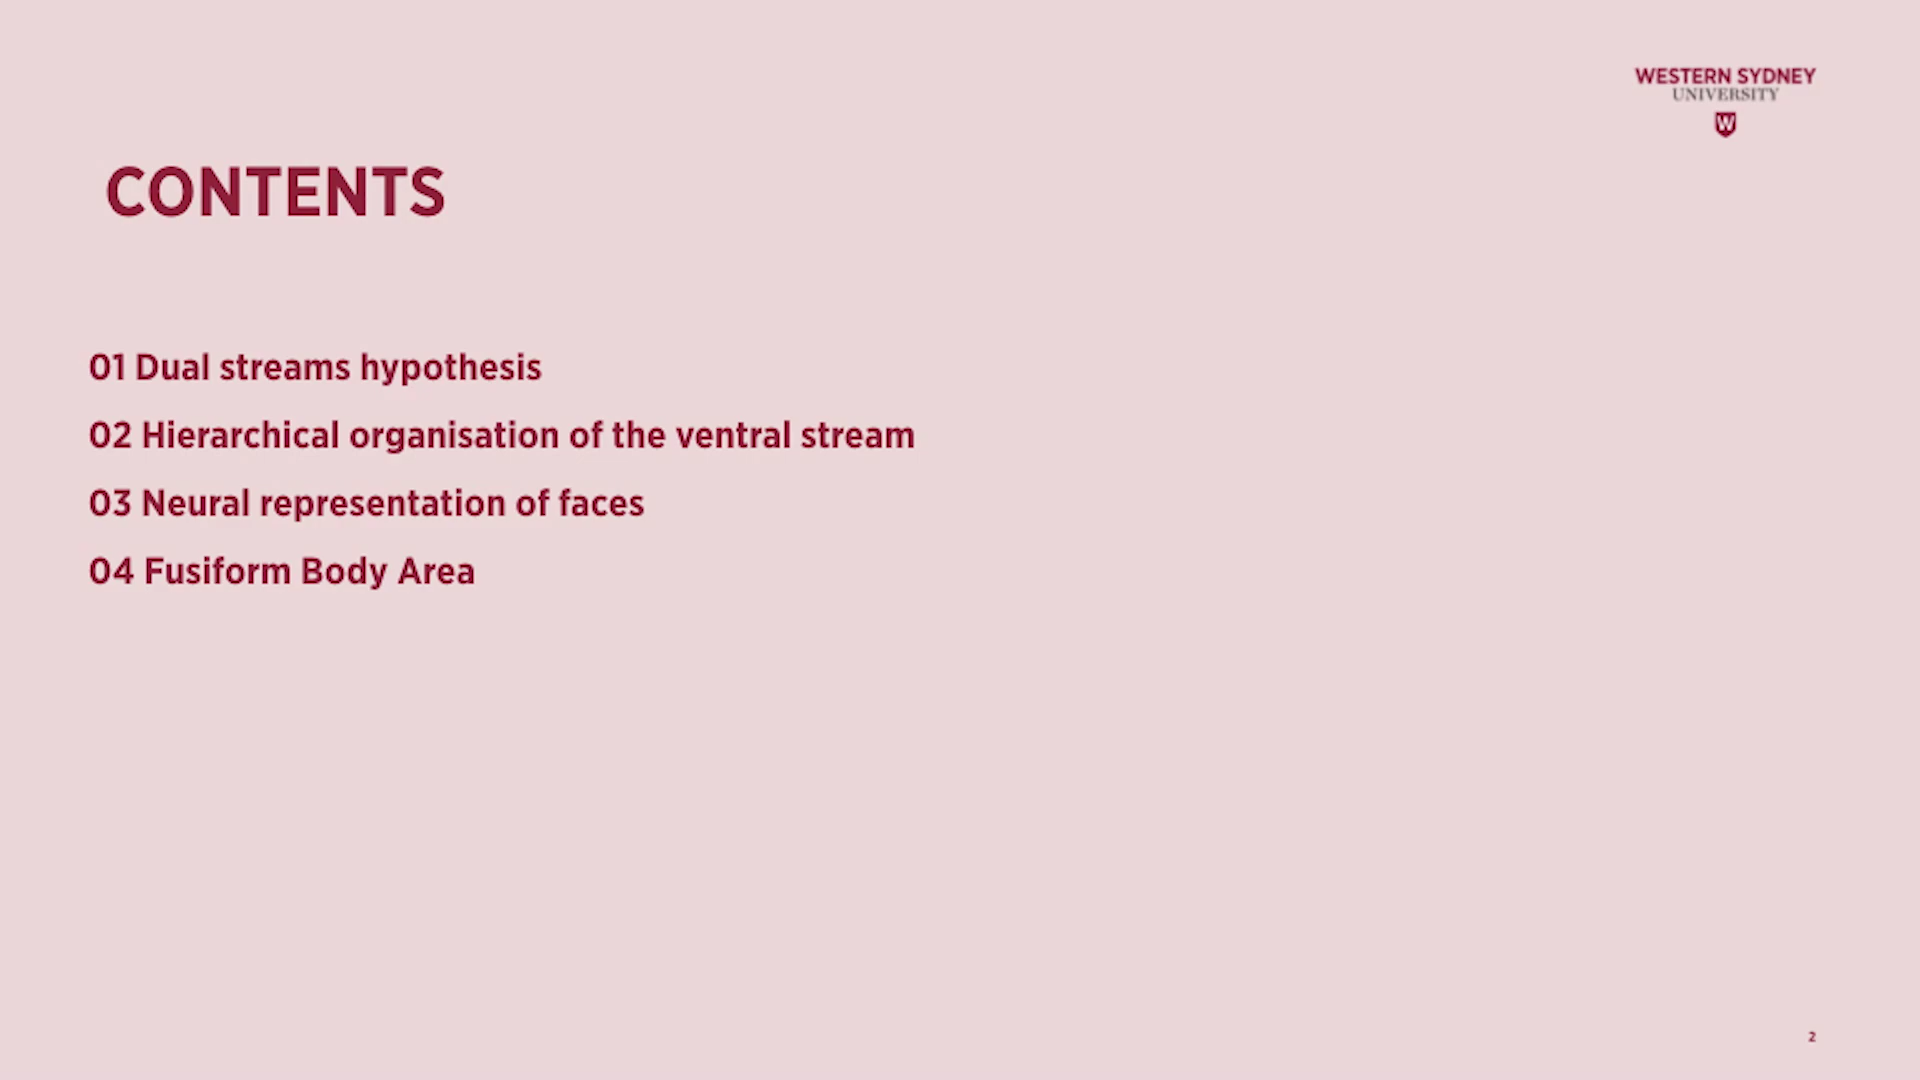 WESTERN SYDNEY
UNIVERSITY
W
CONTENTS
01 Dual streams hypothesis
02 Hierarchical organisation of the ventral stream
03 Neural representation of faces
04 Fusiform Body Area
2